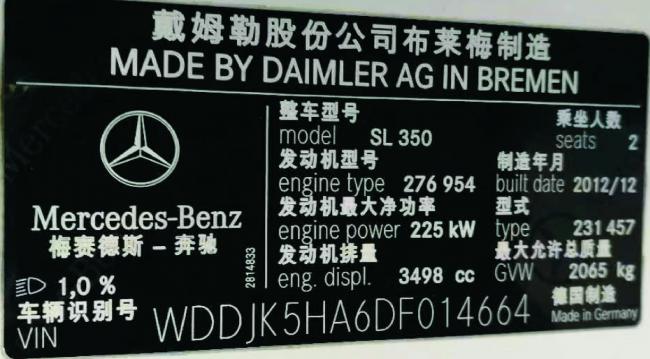 戴姆勒股份公司布莱梅制造
MADE BY DAIMLER AG IN BREMEN
Mercedes-Benz
梅赛德斯 – 奔驰
1,0 %
2814833
整车型号 乘坐人数
model SL 350 seats 2
发动机型号 制造年月
engine type 276 954 built date 2012/12
发动机最大净功率 型式
engine power 225 kW type 231 457
发动机排量 最大允许总质量
eng. displ. 3498 cc GVW 2065 kg
车辆识别号 德国制造
VIN WDDJK5HA6DF014664 Made in Germany